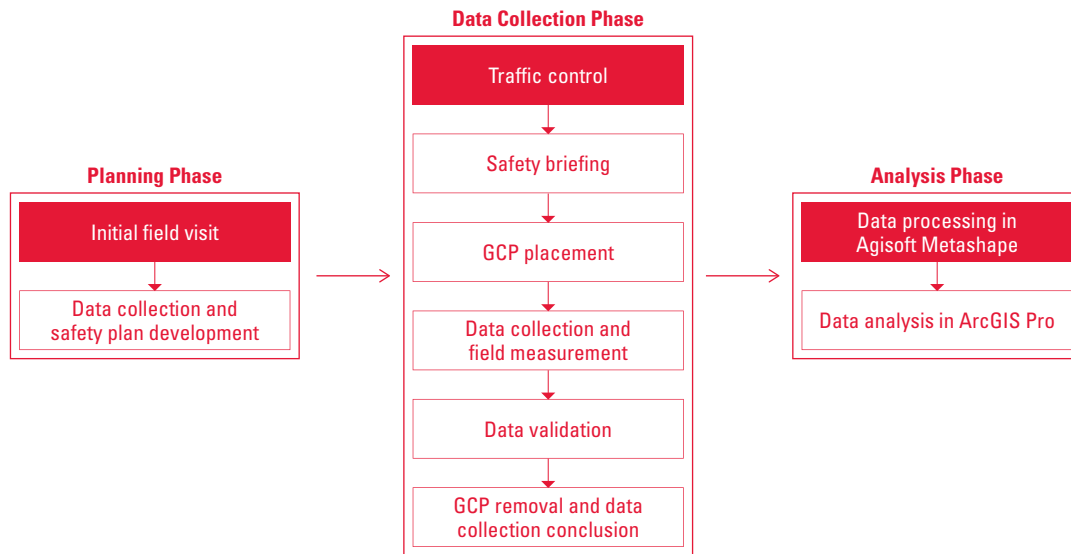 Planning Phase
Initial field visit
Data collection and
safety plan development
Data Collection Phase
Traffic control
Safety briefing
GCP placement
Data collection and
field measurement
Data validation
GCP removal and data
collection conclusion
Analysis Phase
Data processing in
Agisoft Metashape
Data analysis in ArcGIS Pro